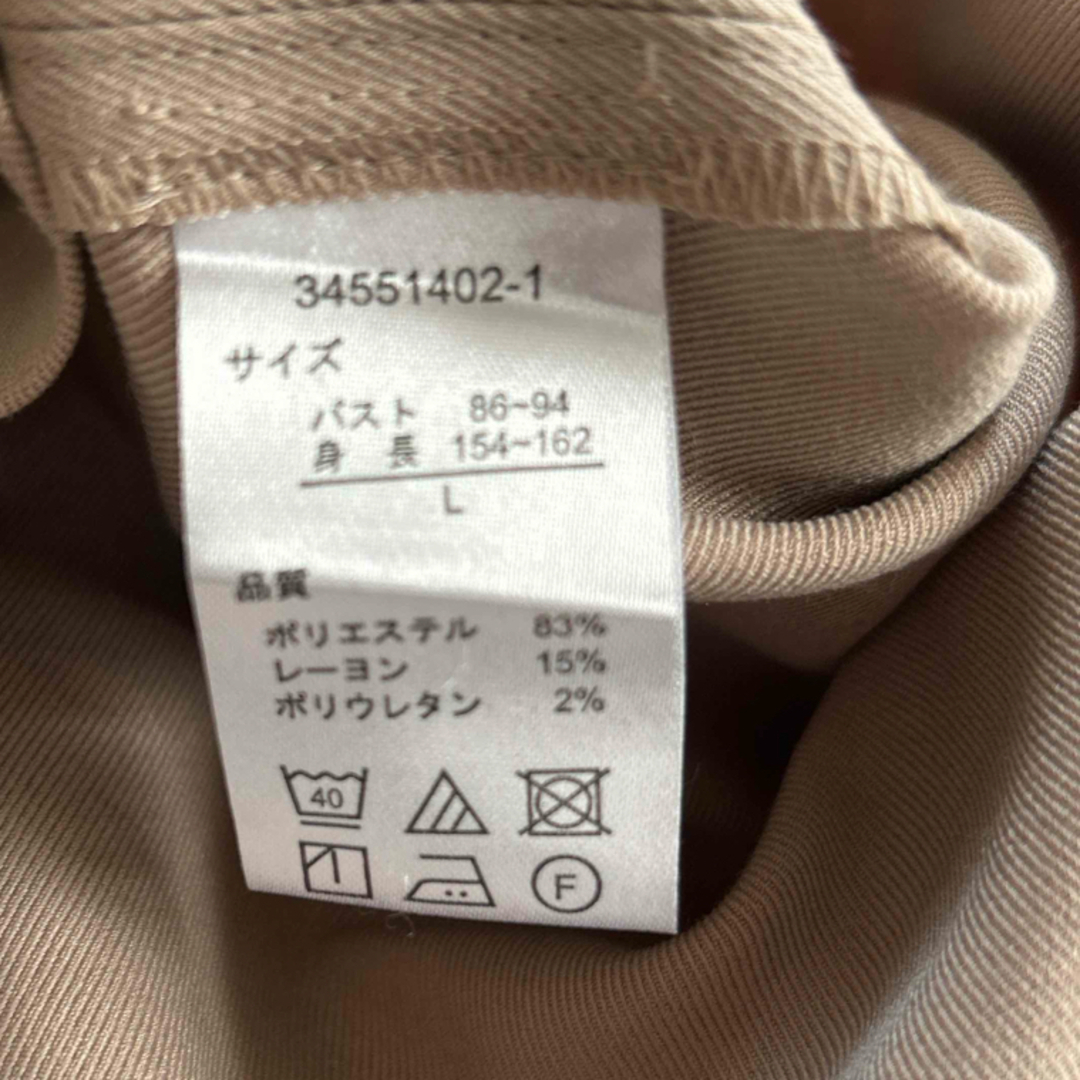 34551402-1
サイズ
バスト 86~94
身 長 154~162
L
品質
ポリエステル 83%
レーヨン 15%
ポリウレタン 2%
40
F